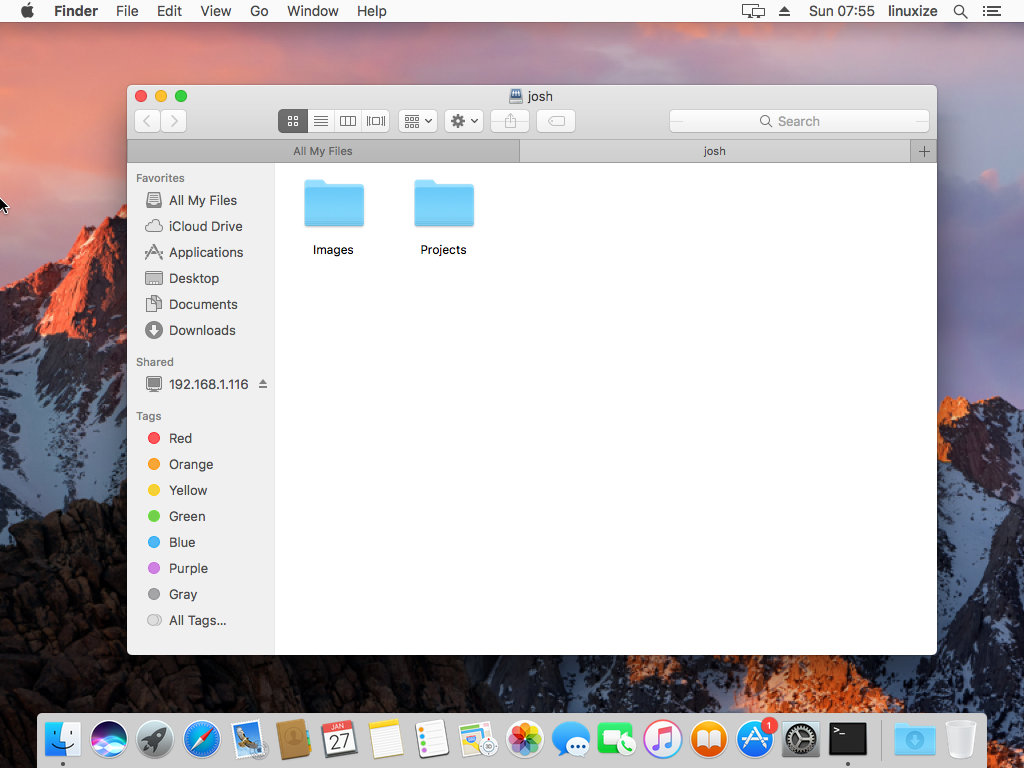 Finder File Edit View Go Window Help Sun 07:55 linuxize
josh
Search
All My Files josh
Favorites
All My Files
iCloud Drive
Applications
Desktop
Documents
Downloads
Shared
192.168.1.116
Tags
Red
Orange
Yellow
Green
Blue
Purple
Gray
All Tags...
Images Projects
JAN
27
1
>_